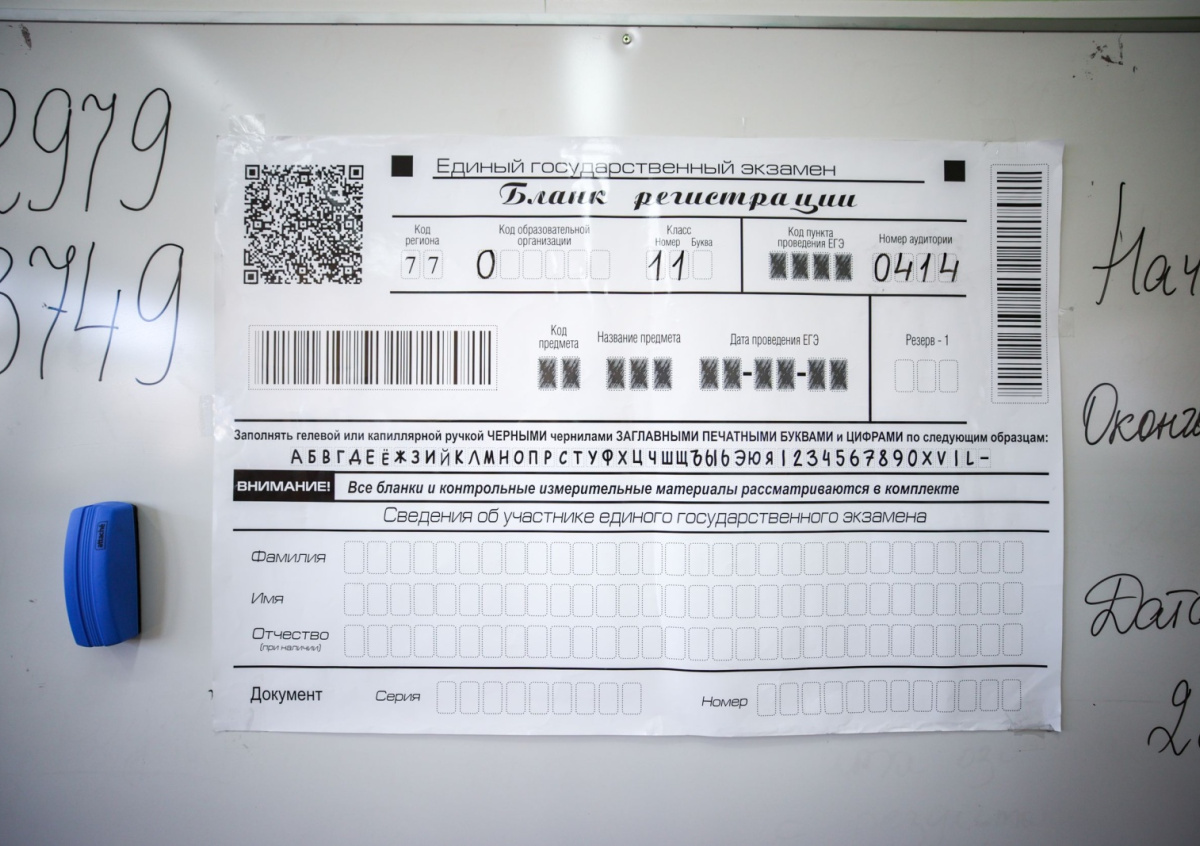 2979
3749
Единый государственный экзамен
Бланк регистрации
Код региона
Код образовательной организации
Класс
Номер Буква
Код пункта проведения ЕГЭ
Номер аудитории
77 0 11 0414
Код предмета
Название предмета
Дата проведения ЕГЭ
Резерв - 1
Заполнять гелевой или капиллярной ручкой ЧЕРНЫМИ чернилами ЗАГЛАВНЫМИ ПЕЧАТНЫМИ БУКВАМИ и ЦИФРАМИ по следующим образцам:
АБВГДЕЁЖЗИЙКЛМНОПРСТУФХЦЧШЩЪЫЬЭЮЯ1234567890XVIL-
ВНИМАНИЕ! Все бланки и контрольные измерительные материалы рассматриваются в комплекте
Сведения об участнике единого государственного экзамена
Фамилия
Имя
Отчество
(при наличии)
Документ Серия Номер
attache
Нач
Оконч
Дата
2